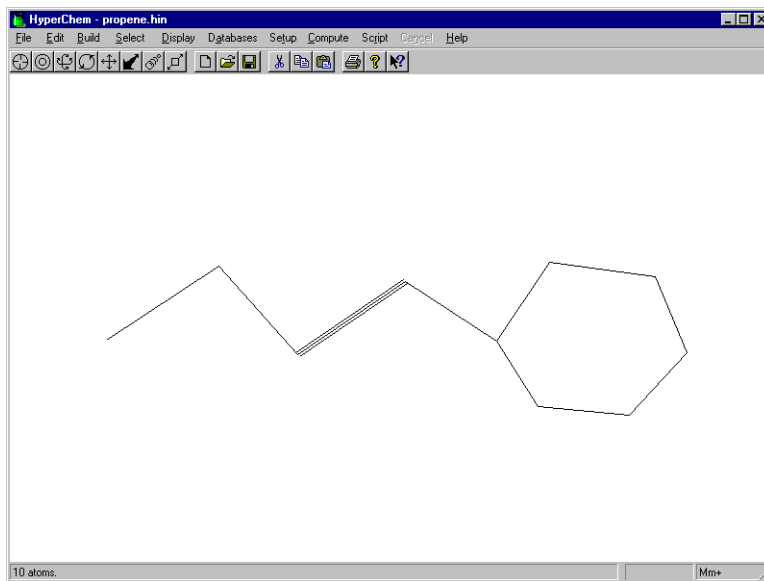 HyperChem - propene.hin
File Edit Build Select Display Databases Setup Compute Script Cancel Help
10 atoms. Mm+